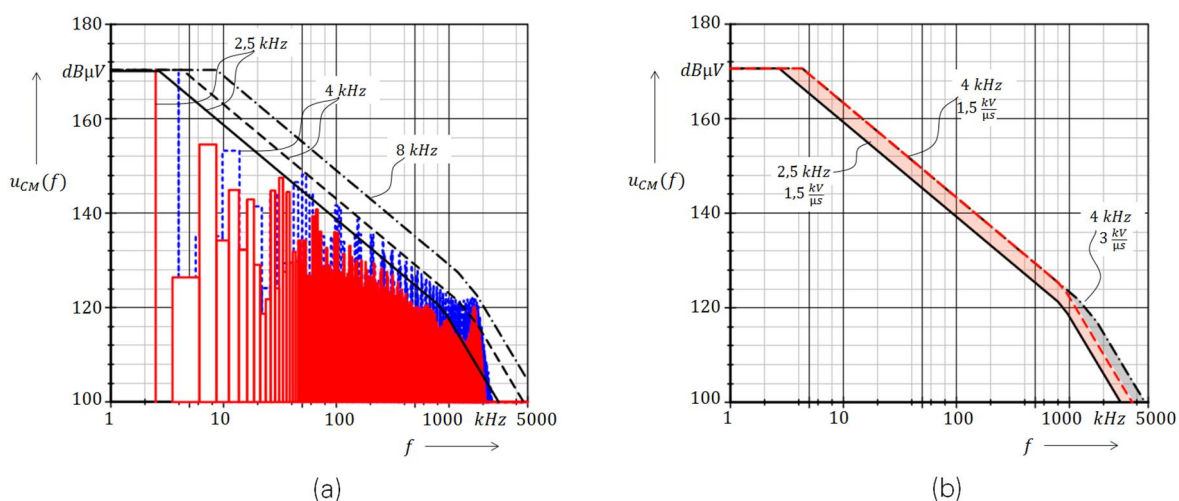 180
dBµV
160
u_CM(f)
140
120
100
2,5 kHz
4 kHz
8 kHz
1
10
100
1000
kHz
5000
f
(a)
180
dBµV
160
u_CM(f)
140
120
100
4 kHz
1,5 kV/µs
2,5 kHz
1,5 kV/µs
4 kHz
3 kV/µs
1
10
100
1000
kHz
5000
f
(b)